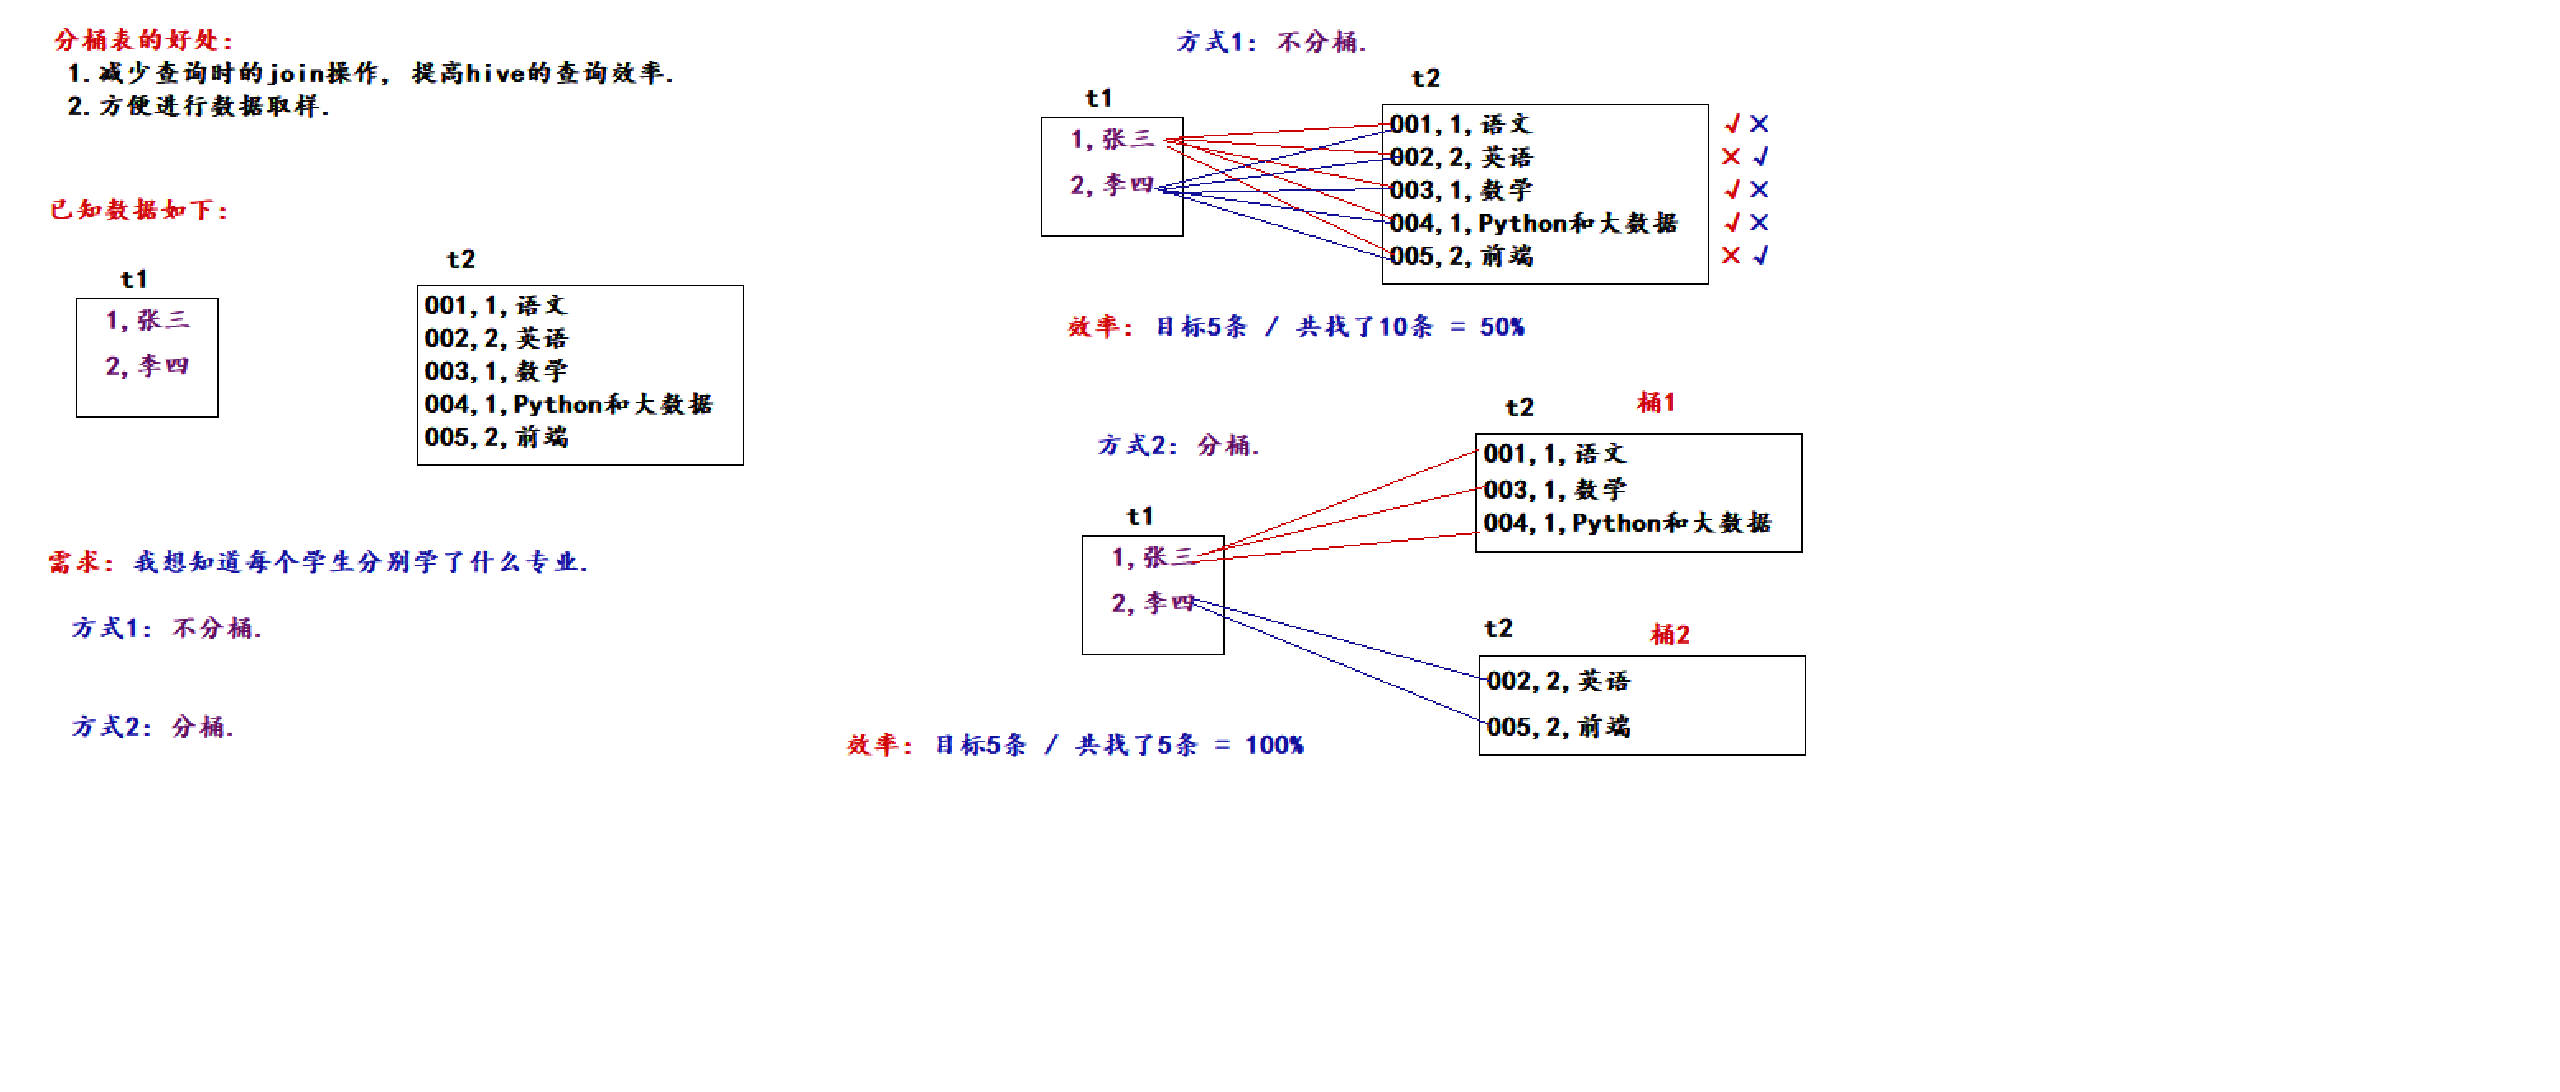 分桶表的好处:
1.减少查询时的join操作, 提高hive的查询效率.
2.方便进行数据取样.
已知数据如下:
t1
1,张三
2,李四
t2
001,1,语文
002,2,英语
003,1,数学
004,1,Python和大数据
005,2,前端
需求: 我想知道每个学生分别学了什么专业.
方式1: 不分桶.
方式2: 分桶.
方式1: 不分桶.
t1
1,张三
2,李四
t2
001,1,语文 √ ×
002,2,英语 × √
003,1,数学 √ ×
004,1,Python和大数据 √ ×
005,2,前端 × √
效率: 目标5条 / 共找了10条 = 50%
方式2: 分桶.
t1
1,张三
2,李四
t2 桶1
001,1,语文
003,1,数学
004,1,Python和大数据
t2 桶2
002,2,英语
005,2,前端
效率: 目标5条 / 共找了5条 = 100%